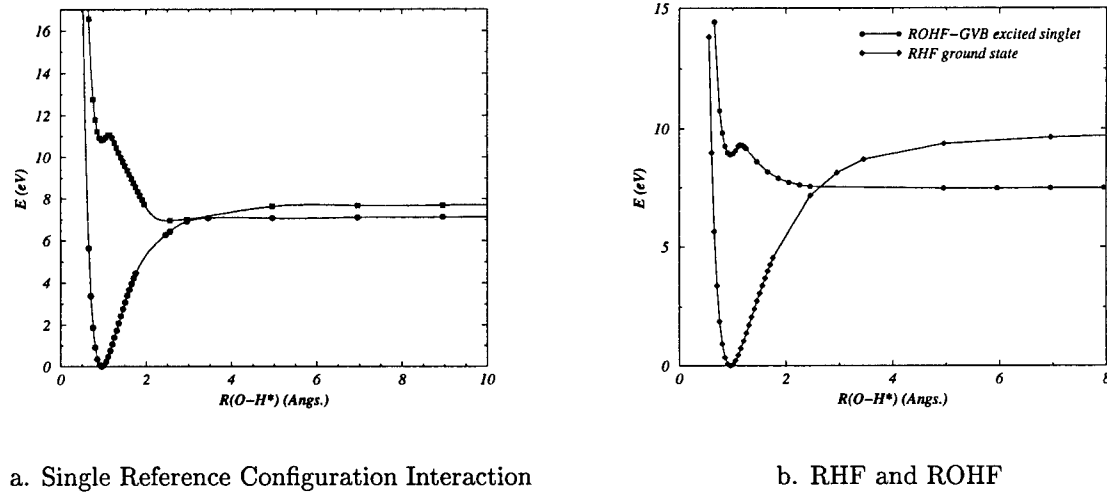 16
14
12
10
8
6
4
2
0
E (eV)
0 2 4 6 8 10
R(O-H*) (Angs.)
a. Single Reference Configuration Interaction
15
10
5
0
E (eV)
ROHF-GVB excited singlet
RHF ground state
0 2 4 6 8
R(O-H*) (Angs.)
b. RHF and ROHF